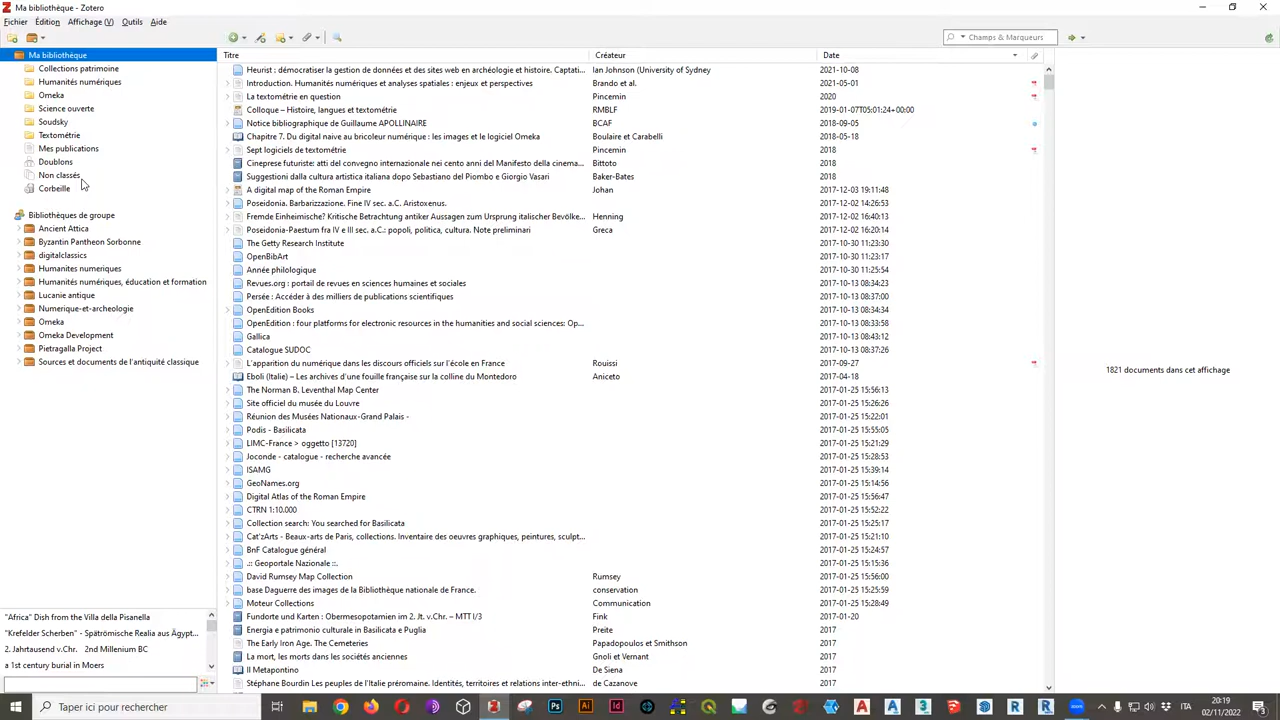 Ma bibliothèque - Zotero
Fichier Édition Affichage (V) Outils Aide
Champs & Marqueurs
Ma bibliothèque
Collections patrimoine
Humanités numériques
Omeka
Science ouverte
Soudsky
Textométrie
Mes publications
Doublons
Non classés
Corbeille
Bibliothèques de groupe
Ancient Attica
Byzantin Pantheon Sorbonne
digitalclassics
Humanites numeriques
Humanités numériques, éducation et formation
Lucanie antique
Numerique-et-archeologie
Omeka
Omeka Development
Pietragalla Project
Sources et documents de l'antiquité classique
"Africa" Dish from the Villa della Pisanella
"Krefelder Scherben" - Spätrömische Realia aus Ägypt...
2. Jahrtausend v.Chr. 2nd Millenium BC
a 1st century burial in Moers
Titre Créateur Date
Heurist : démocratiser la gestion de données et des sites web en archéologie et histoire. Captati... Ian Johnson (University of Sydney 2021-10-08
Introduction. Humanités numériques et analyses spatiales : enjeux et perspectives Brando et al. 2021-05-01
La textométrie en question Pincemin 2020
Colloque – Histoire, langues et textométrie RMBLF 2019-01-07T05:01:24+00:00
Notice bibliographique de Guillaume APOLLINAIRE BCAF 2018-09-05
Chapitre 7. Du digital naive au bricoleur numérique : les images et le logiciel Omeka Boulaire et Carabelli 2018-05-18
Sept logiciels de textométrie Pincemin 2018
Cineprese futuriste: atti del convegno internazionale nei cento anni del Manifesto della cinema... Bittoto 2018
Scultura suggestioni artistica italiana dopo Sebastiano del Piombo e Giorgio Vasari Baker-Bates 2018
A digital map of the Roman Empire Johan 2017-12-03 19:11:48
Poseidonia. Barbarizzazione. Fine IV sec. a.C. Aristoxenus. 2017-12-02 14:26:53
Fremde Einheimische? Kritische Betrachtung antiker Aussagen zum Ursprung italischer Bevölke... Henning 2017-12-02 16:40:13
Poseidonia-Paestum fra IV e III sec. a.C.: popoli, politica, cultura. Note preliminari Greca 2017-12-02 16:20:14
The Getty Research Institute 2017-10-30 11:23:30
OpenBibArt 2017-10-30 11:23:17
Année philologique 2017-10-30 11:25:54
Revues.org : portail de revues en sciences humaines et sociales 2017-10-13 08:34:23
Persée : Accéder à des milliers de publications scientifiques 2017-10-13 08:37:00
OpenEdition Books 2017-10-13 08:34:34
OpenEdition : four platforms for electronic resources in the humanities and social sciences: Op... 2017-10-13 08:33:58
Gallica 2017-10-13 08:43:12
Catalogue SUDOC 2017-10-13 08:37:26
L'apparition du numérique dans les discours officiels sur l'école en France Rouissi 2017-09-27
Eboli (Italie) – Les archives d'une fouille française sur la colline du Montedoro Aniceto 2017-04-18
The Norman B. Leventhal Map Center 2017-01-25 15:56:13
Site officiel du musée du Louvre 2017-01-25 15:26:26
Réunion des Musées Nationaux-Grand Palais - 2017-01-25 15:22:01
Podis - Basilicata 2017-01-25 15:55:05
LIMC-France > oggetto [13720] 2017-01-25 15:21:29
Joconde - catalogue - recherche avancée 2017-01-25 15:28:53
ISAMG 2017-01-25 15:39:14
GeoNames.org 2017-01-25 15:14:56
Digital Atlas of the Roman Empire 2017-01-25 15:56:47
CTRN 1:10.000 2017-01-25 15:52:22
Collection search: You searched for Basilicata 2017-01-25 15:25:17
Cat'zArts - Beaux-arts de Paris, collections. Inventaire des oeuvres graphiques, peintures, sculpt... 2017-01-25 15:21:10
BnF Catalogue général 2017-01-25 15:24:57
.:: Geoportale Nazionale ::. 2017-01-25 15:15:36
David Rumsey Map Collection Rumsey 2017-01-25 15:56:00
base Daguerre des images de la Bibliothèque nationale de France. conservation 2017-01-25 15:25:59
Moteur Collections Communication 2017-01-25 15:28:49
Fundorte und Karten : Obermesopotamien im 2. Jt. v.Chr. – MTT I/3 Fink 2017-01-20
Energia e patrimonio culturale in Basilicata e Puglia Preite 2017
The Early Iron Age. The Cemeteries Papadopoulos et Smithson 2017
La mort, les morts dans les sociétés anciennes Gnoli et Vernant 2017
Il Metapontino De Siena 2017
Stéphane Bourdin Les peuples de l'Italie préromaine. Identités, territoires et relations inter-ethni... de Cazanove 2017
1821 documents dans cet affichage
Taper ici pour rechercher
ITA
20:19
02/11/2022